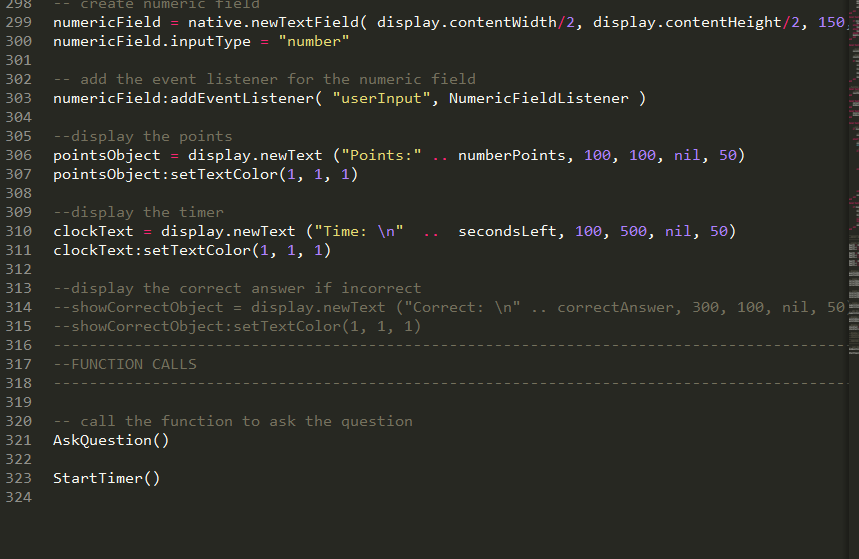 298 -- create numeric field
299 numericField = native.newTextField( display.contentWidth/2, display.contentHeight/2, 150,
300 numericField.inputType = "number"
301
302 -- add the event listener for the numeric field
303 numericField:addEventListener( "userInput", NumericFieldListener )
304
305 --display the points
306 pointsObject = display.newText ("Points:" .. numberPoints, 100, 100, nil, 50)
307 pointsObject:setTextColor(1, 1, 1)
308
309 --display the timer
310 clockText = display.newText ("Time: \n"  ..  secondsLeft, 100, 500, nil, 50)
311 clockText:setTextColor(1, 1, 1)
312
313 --display the correct answer if incorrect
314 --showCorrectObject = display.newText ("Correct: \n" .. correctAnswer, 300, 100, nil, 50
315 --showCorrectObject:setTextColor(1, 1, 1)
316 ----------------------------------------------------------------------------------------
317 --FUNCTION CALLS
318 ----------------------------------------------------------------------------------------
319
320 -- call the function to ask the question
321 AskQuestion()
322
323 StartTimer()
324